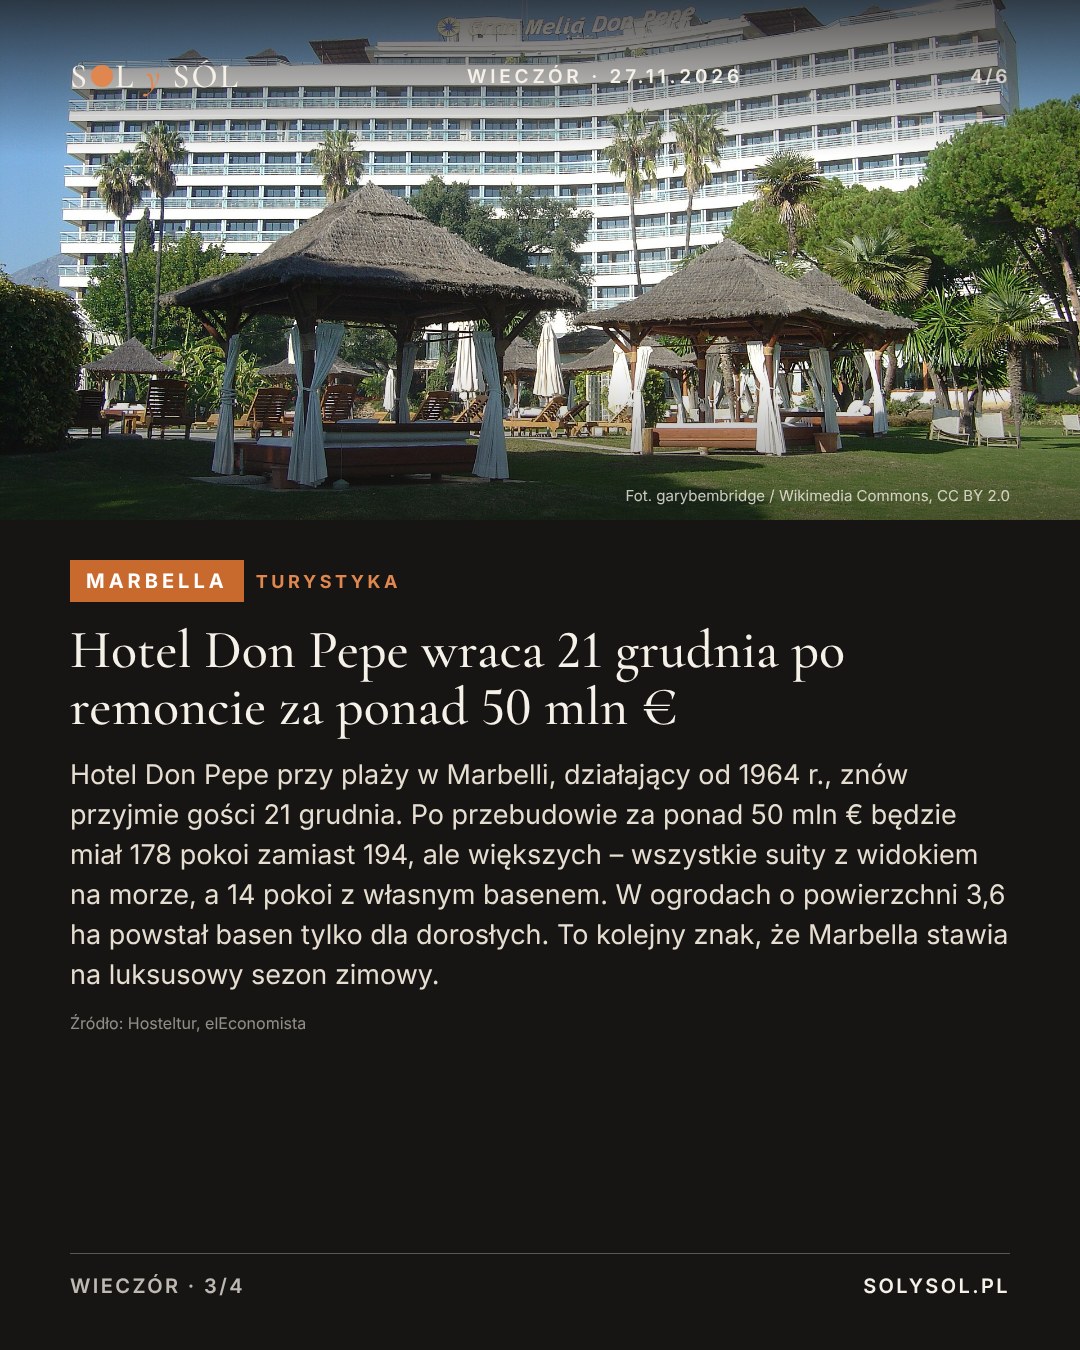 Gran Meliá Don Pepe
SOL y SÓL
WIECZÓR · 27.11.2026
4/6
Fot. garybembridge / Wikimedia Commons, CC BY 2.0
MARBELLA TURYSTYKA
Hotel Don Pepe wraca 21 grudnia po
remoncie za ponad 50 mln €
Hotel Don Pepe przy plaży w Marbelli, działający od 1964 r., znów
przyjmie gości 21 grudnia. Po przebudowie za ponad 50 mln € będzie
miał 178 pokoi zamiast 194, ale większych – wszystkie suity z widokiem
na morze, a 14 pokoi z własnym basenem. W ogrodach o powierzchni 3,6
ha powstał basen tylko dla dorosłych. To kolejny znak, że Marbella stawia
na luksusowy sezon zimowy.
Źródło: Hosteltur, elEconomista
WIECZÓR · 3/4
SOLYSOL.PL